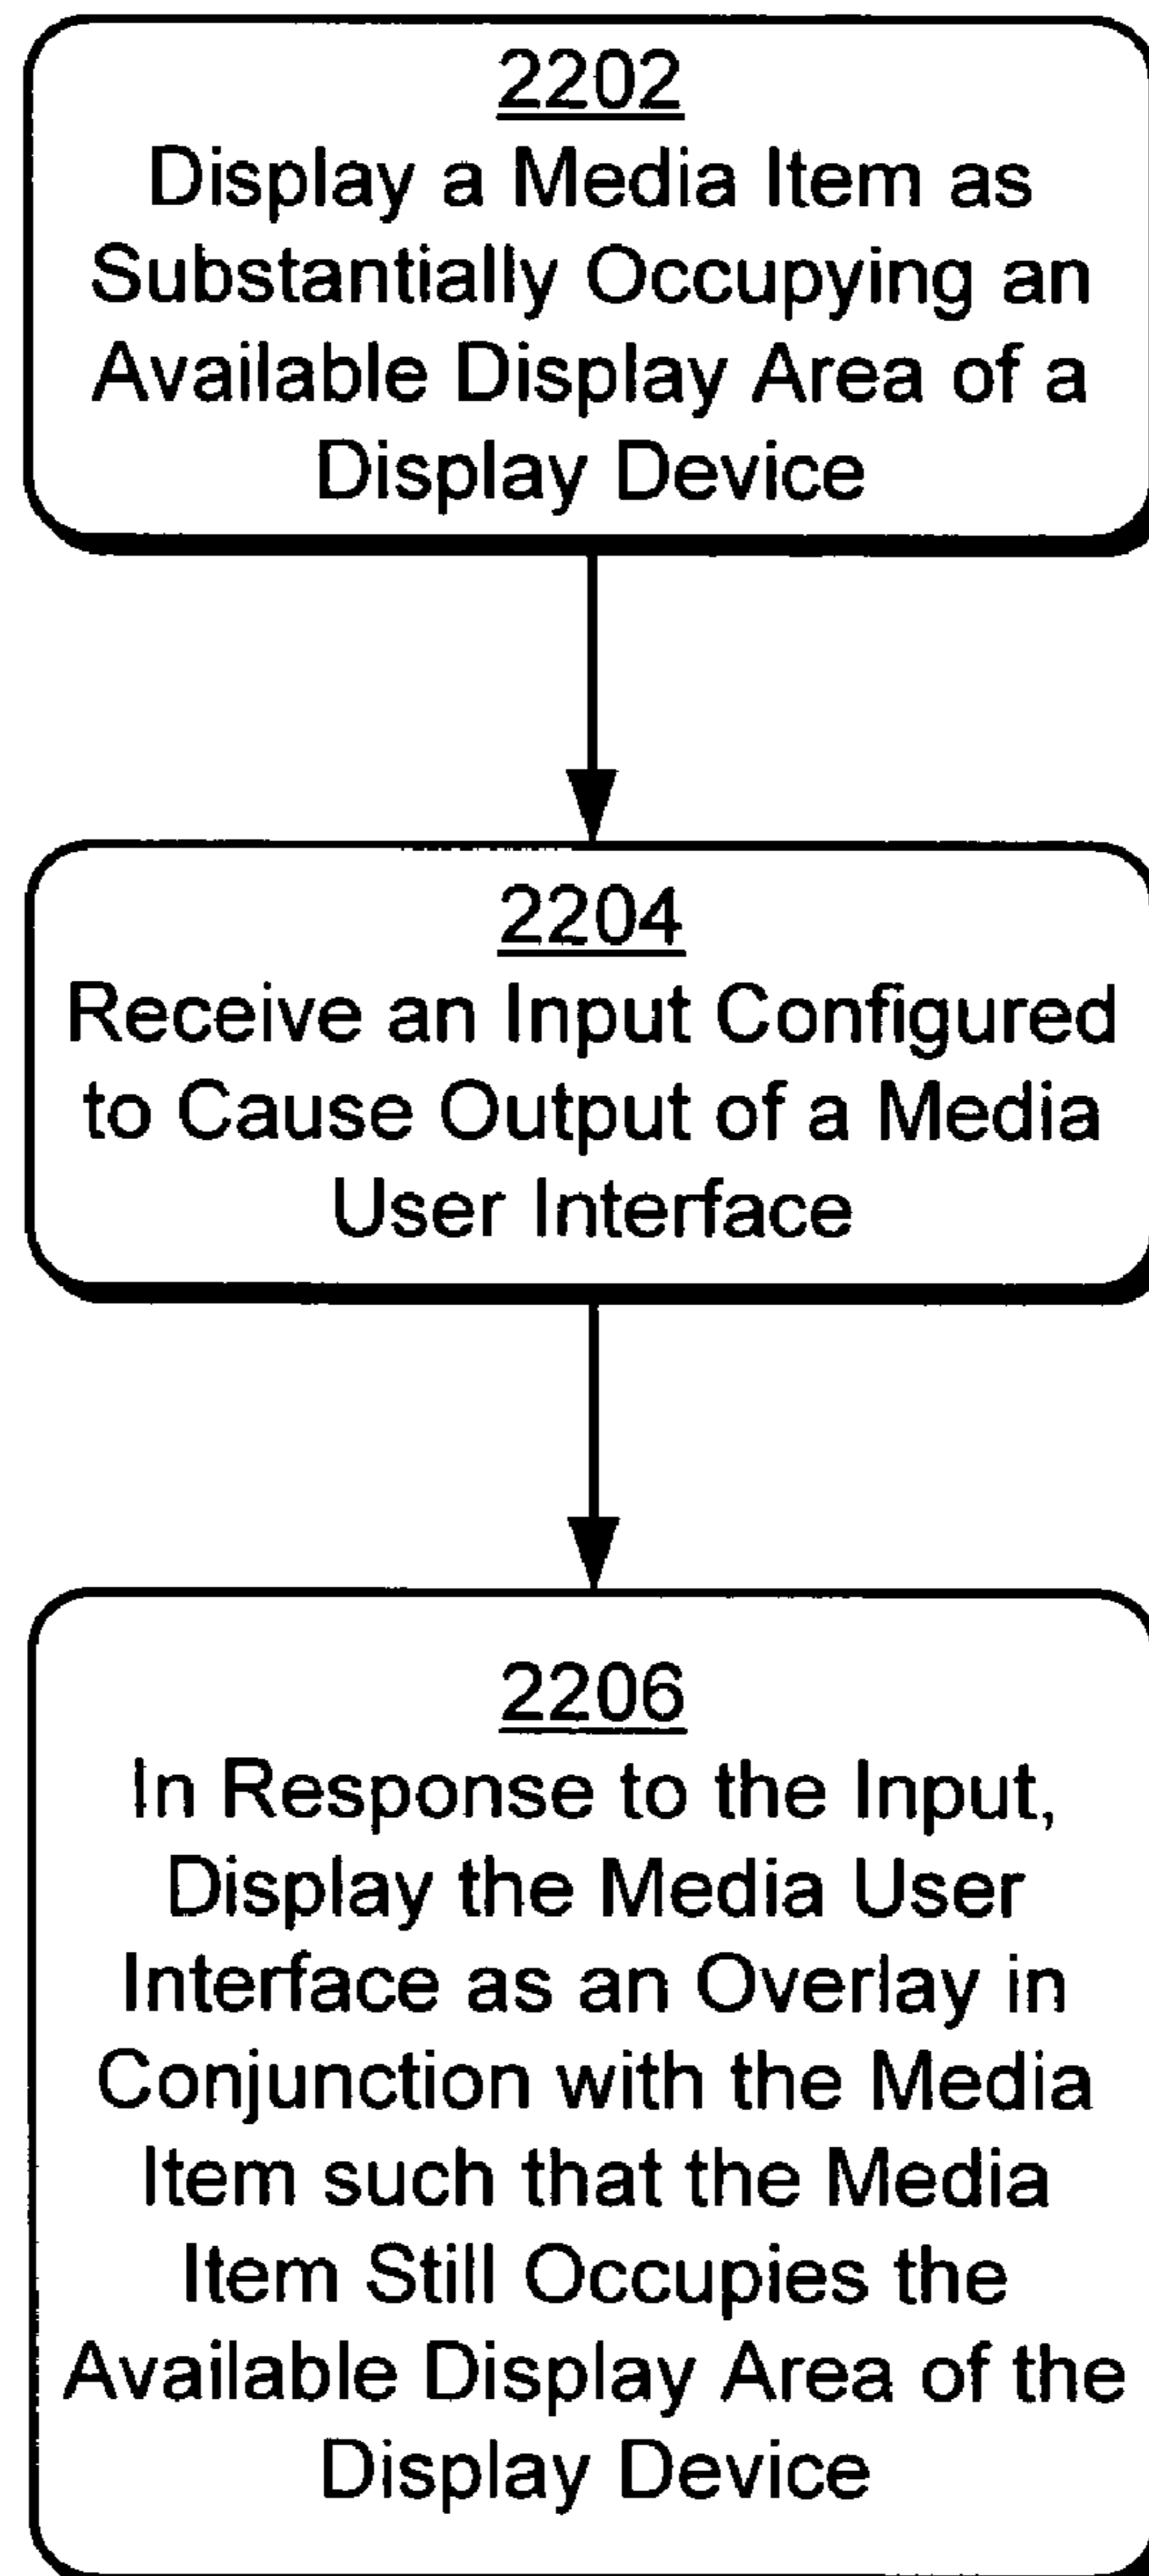 2202
Display a Media Item as
Substantially Occupying an
Available Display Area of a
Display Device
2204
Receive an Input Configured
to Cause Output of a Media
User Interface
2206
In Response to the Input,
Display the Media User
Interface as an Overlay in
Conjunction with the Media
Item such that the Media
Item Still Occupies the
Available Display Area of the
Display Device